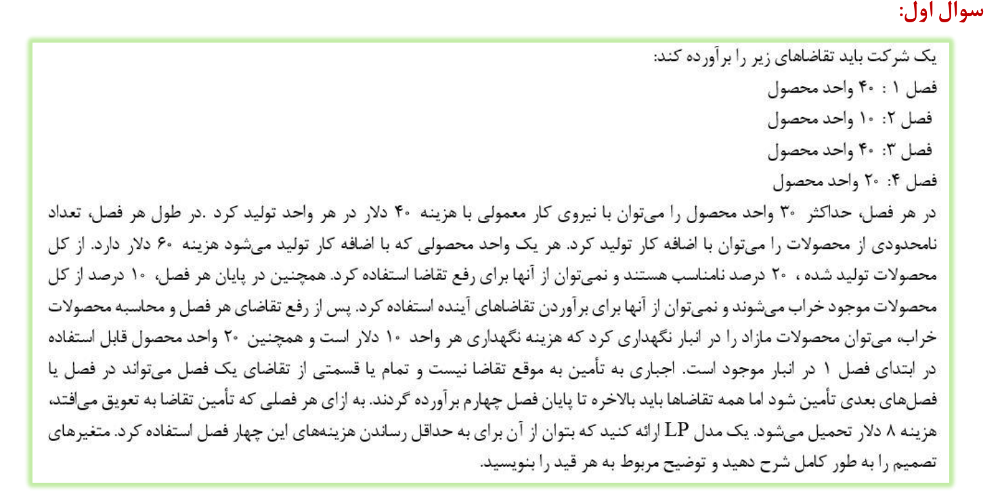 سوال اول:
یک شرکت باید تقاضاهای زیر را برآورده کند:
فصل ۱ : ۴۰ واحد محصول
فصل ۲: ۱۰ واحد محصول
فصل ۳: ۴۰ واحد محصول
فصل ۴: ۲۰ واحد محصول
در هر فصل، حداکثر ۳۰ واحد محصول را می‌توان با نیروی کار معمولی با هزینه ۴۰ دلار در هر واحد تولید کرد .در طول هر فصل، تعداد
نامحدودی از محصولات را می‌توان با اضافه کار تولید کرد. هر یک واحد محصولی که با اضافه کار تولید می‌شود هزینه ۶۰ دلار دارد. از کل
محصولات تولید شده ، ۲۰ درصد نامناسب هستند و نمی‌توان از آنها برای رفع تقاضا استفاده کرد. همچنین در پایان هر فصل، ۱۰ درصد از کل
محصولات موجود خراب می‌شوند و نمی‌توان از آنها برای برآوردن تقاضاهای آینده استفاده کرد. پس از رفع تقاضای هر فصل و محاسبه محصولات
خراب، می‌توان محصولات مازاد را در انبار نگهداری کرد که هزینه نگهداری هر واحد ۱۰ دلار است و همچنین ۲۰ واحد محصول قابل استفاده
در ابتدای فصل ۱ در انبار موجود است. اجباری به تأمین به موقع تقاضا نیست و تمام یا قسمتی از تقاضای یک فصل می‌تواند در فصل یا
فصل‌های بعدی تأمین شود اما همه تقاضاها باید بالاخره تا پایان فصل چهارم برآورده گردند. به ازای هر فصلی که تأمین تقاضا به تعویق می‌افتد،
هزینه ۸ دلار تحمیل می‌شود. یک مدل LP ارائه کنید که بتوان از آن برای به حداقل رساندن هزینه‌های این چهار فصل استفاده کرد. متغیرهای
تصمیم را به طور کامل شرح دهید و توضیح مربوط به هر قید را بنویسید.